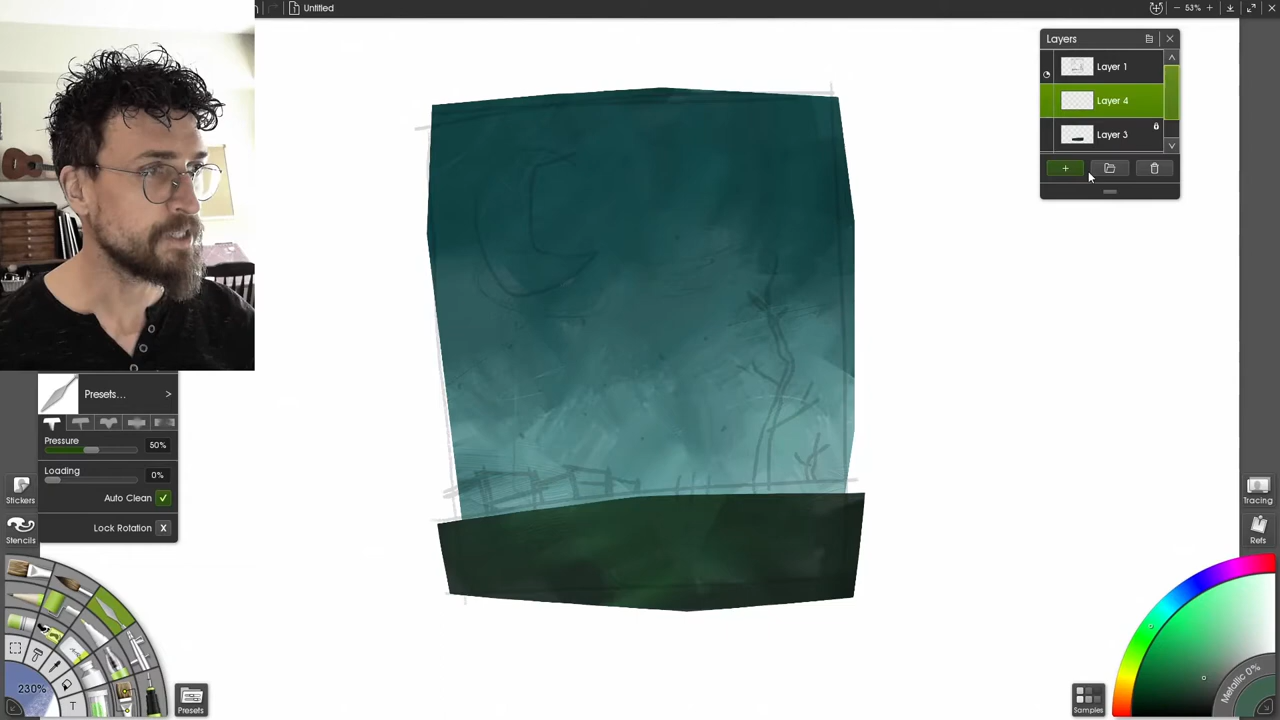 Untitled
53%
Layers
Layer 1
Layer 4
Layer 3
Presets...
Pressure
50%
Loading
0%
Auto Clean
Lock Rotation
X
Stickers
Stencils
230%
T
Presets
Tracing
Refs
Samples
Metallic 0%